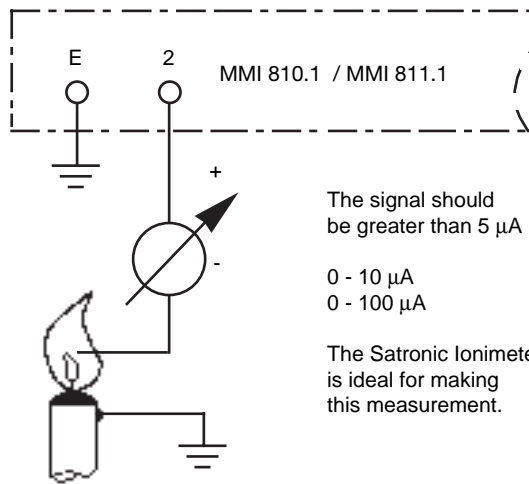 E 2 MMI 810.1 / MMI 811.1
+
The signal should
be greater than 5 µA
-
0 - 10 µA
0 - 100 µA
The Satronic Ionimete
is ideal for making
this measurement.